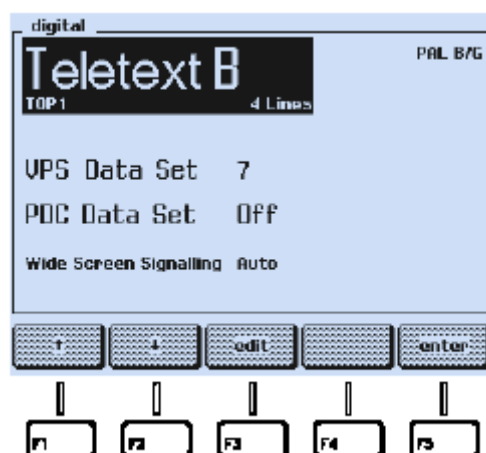 digital
Teletext B
PAL B/G
TOP1 4 Lines
VPS Data Set 7
PDC Data Set Off
Wide Screen Signalling Auto
↑ ↓ edit enter
F1 F2 F3 F4 F5